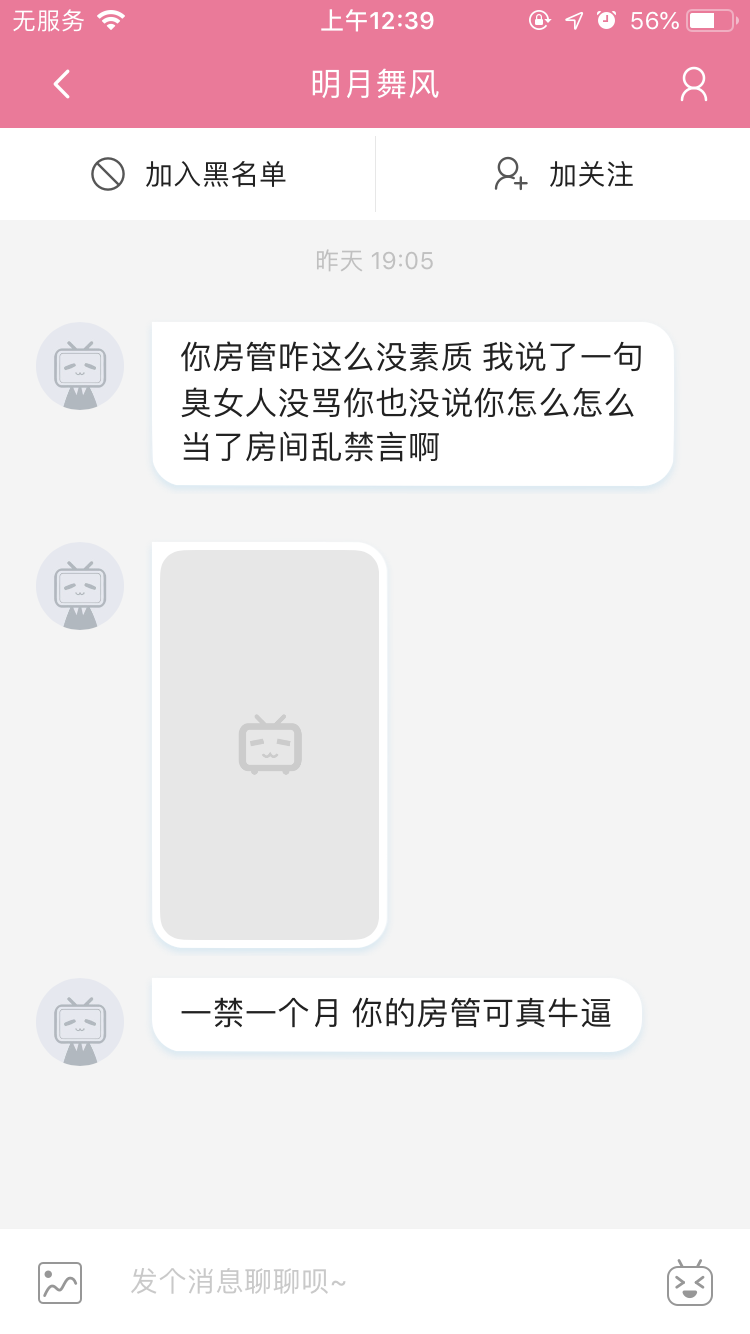 无服务 上午12:39 56%
明月舞风
加入黑名单 加关注
昨天 19:05
你房管咋这么没素质 我说了一句
臭女人没骂你也没说你怎么怎么
当了房间乱禁言啊
一禁一个月 你的房管可真牛逼
发个消息聊聊呗~